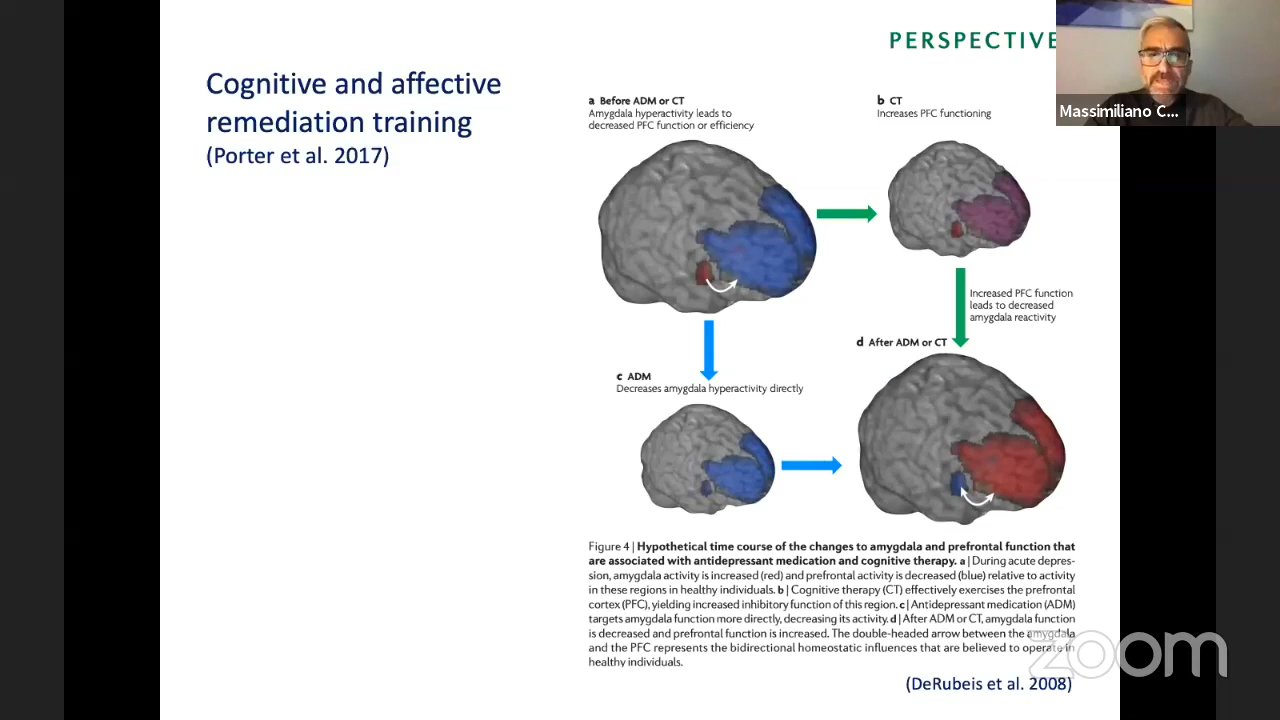 PERSPECTIVE
Massimiliano C...
Cognitive and affective
remediation training
(Porter et al. 2017)
a Before ADM or CT
Amygdala hyperactivity leads to
decreased PFC function or efficiency
b CT
Increases PFC functioning
Increased PFC function
leads to decreased
amygdala reactivity
c ADM
Decreases amygdala hyperactivity directly
d After ADM or CT
Figure 4 | Hypothetical time course of the changes to amygdala and prefrontal function that
are associated with antidepressant medication and cognitive therapy. a | During acute depres-
sion, amygdala activity is increased (red) and prefrontal activity is decreased (blue) relative to activity
in these regions in healthy individuals. b | Cognitive therapy (CT) effectively exercises the prefrontal
cortex (PFC), yielding increased inhibitory function of this region. c | Antidepressant medication (ADM)
targets amygdala function more directly, decreasing its activity. d | After ADM or CT, amygdala function
is decreased and prefrontal function is increased. The double-headed arrow between the amygdala
and the PFC represents the bidirectional homeostatic influences that are believed to operate in
healthy individuals.
zoom
(DeRubeis et al. 2008)